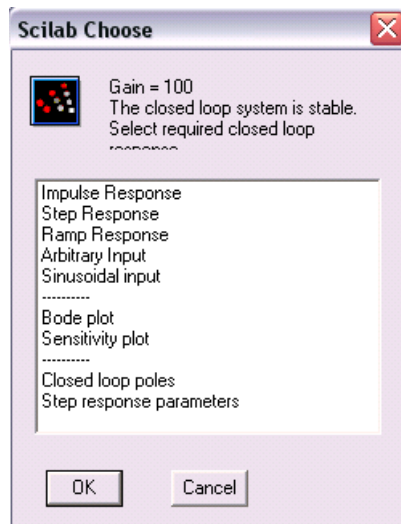 Scilab Choose
Gain = 100
The closed loop system is stable.
Select required closed loop
Impulse Response
Step Response
Ramp Response
Arbitrary Input
Sinusoidal input
----------
Bode plot
Sensitivity plot
----------
Closed loop poles
Step response parameters
OK
Cancel